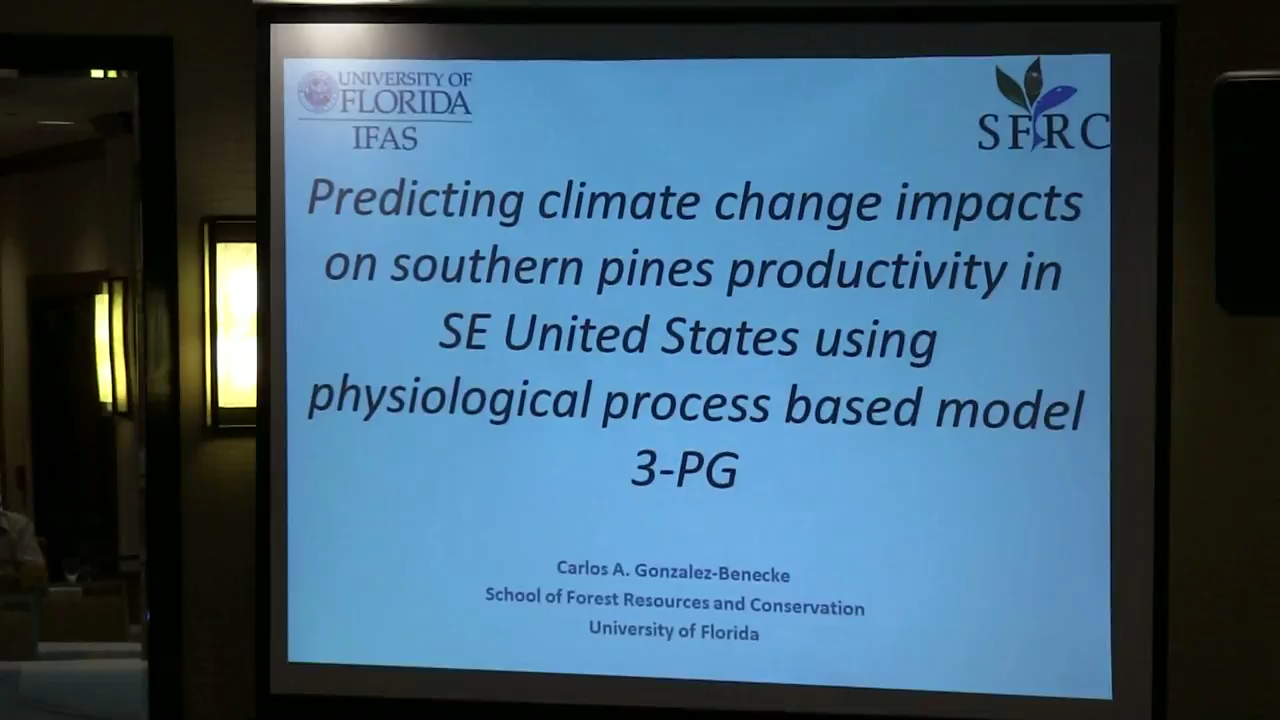 UNIVERSITY OF
FLORIDA
IFAS
SFRC
Predicting climate change impacts
on southern pines productivity in
SE United States using
physiological process based model
3-PG
Carlos A. Gonzalez-Benecke
School of Forest Resources and Conservation
University of Florida